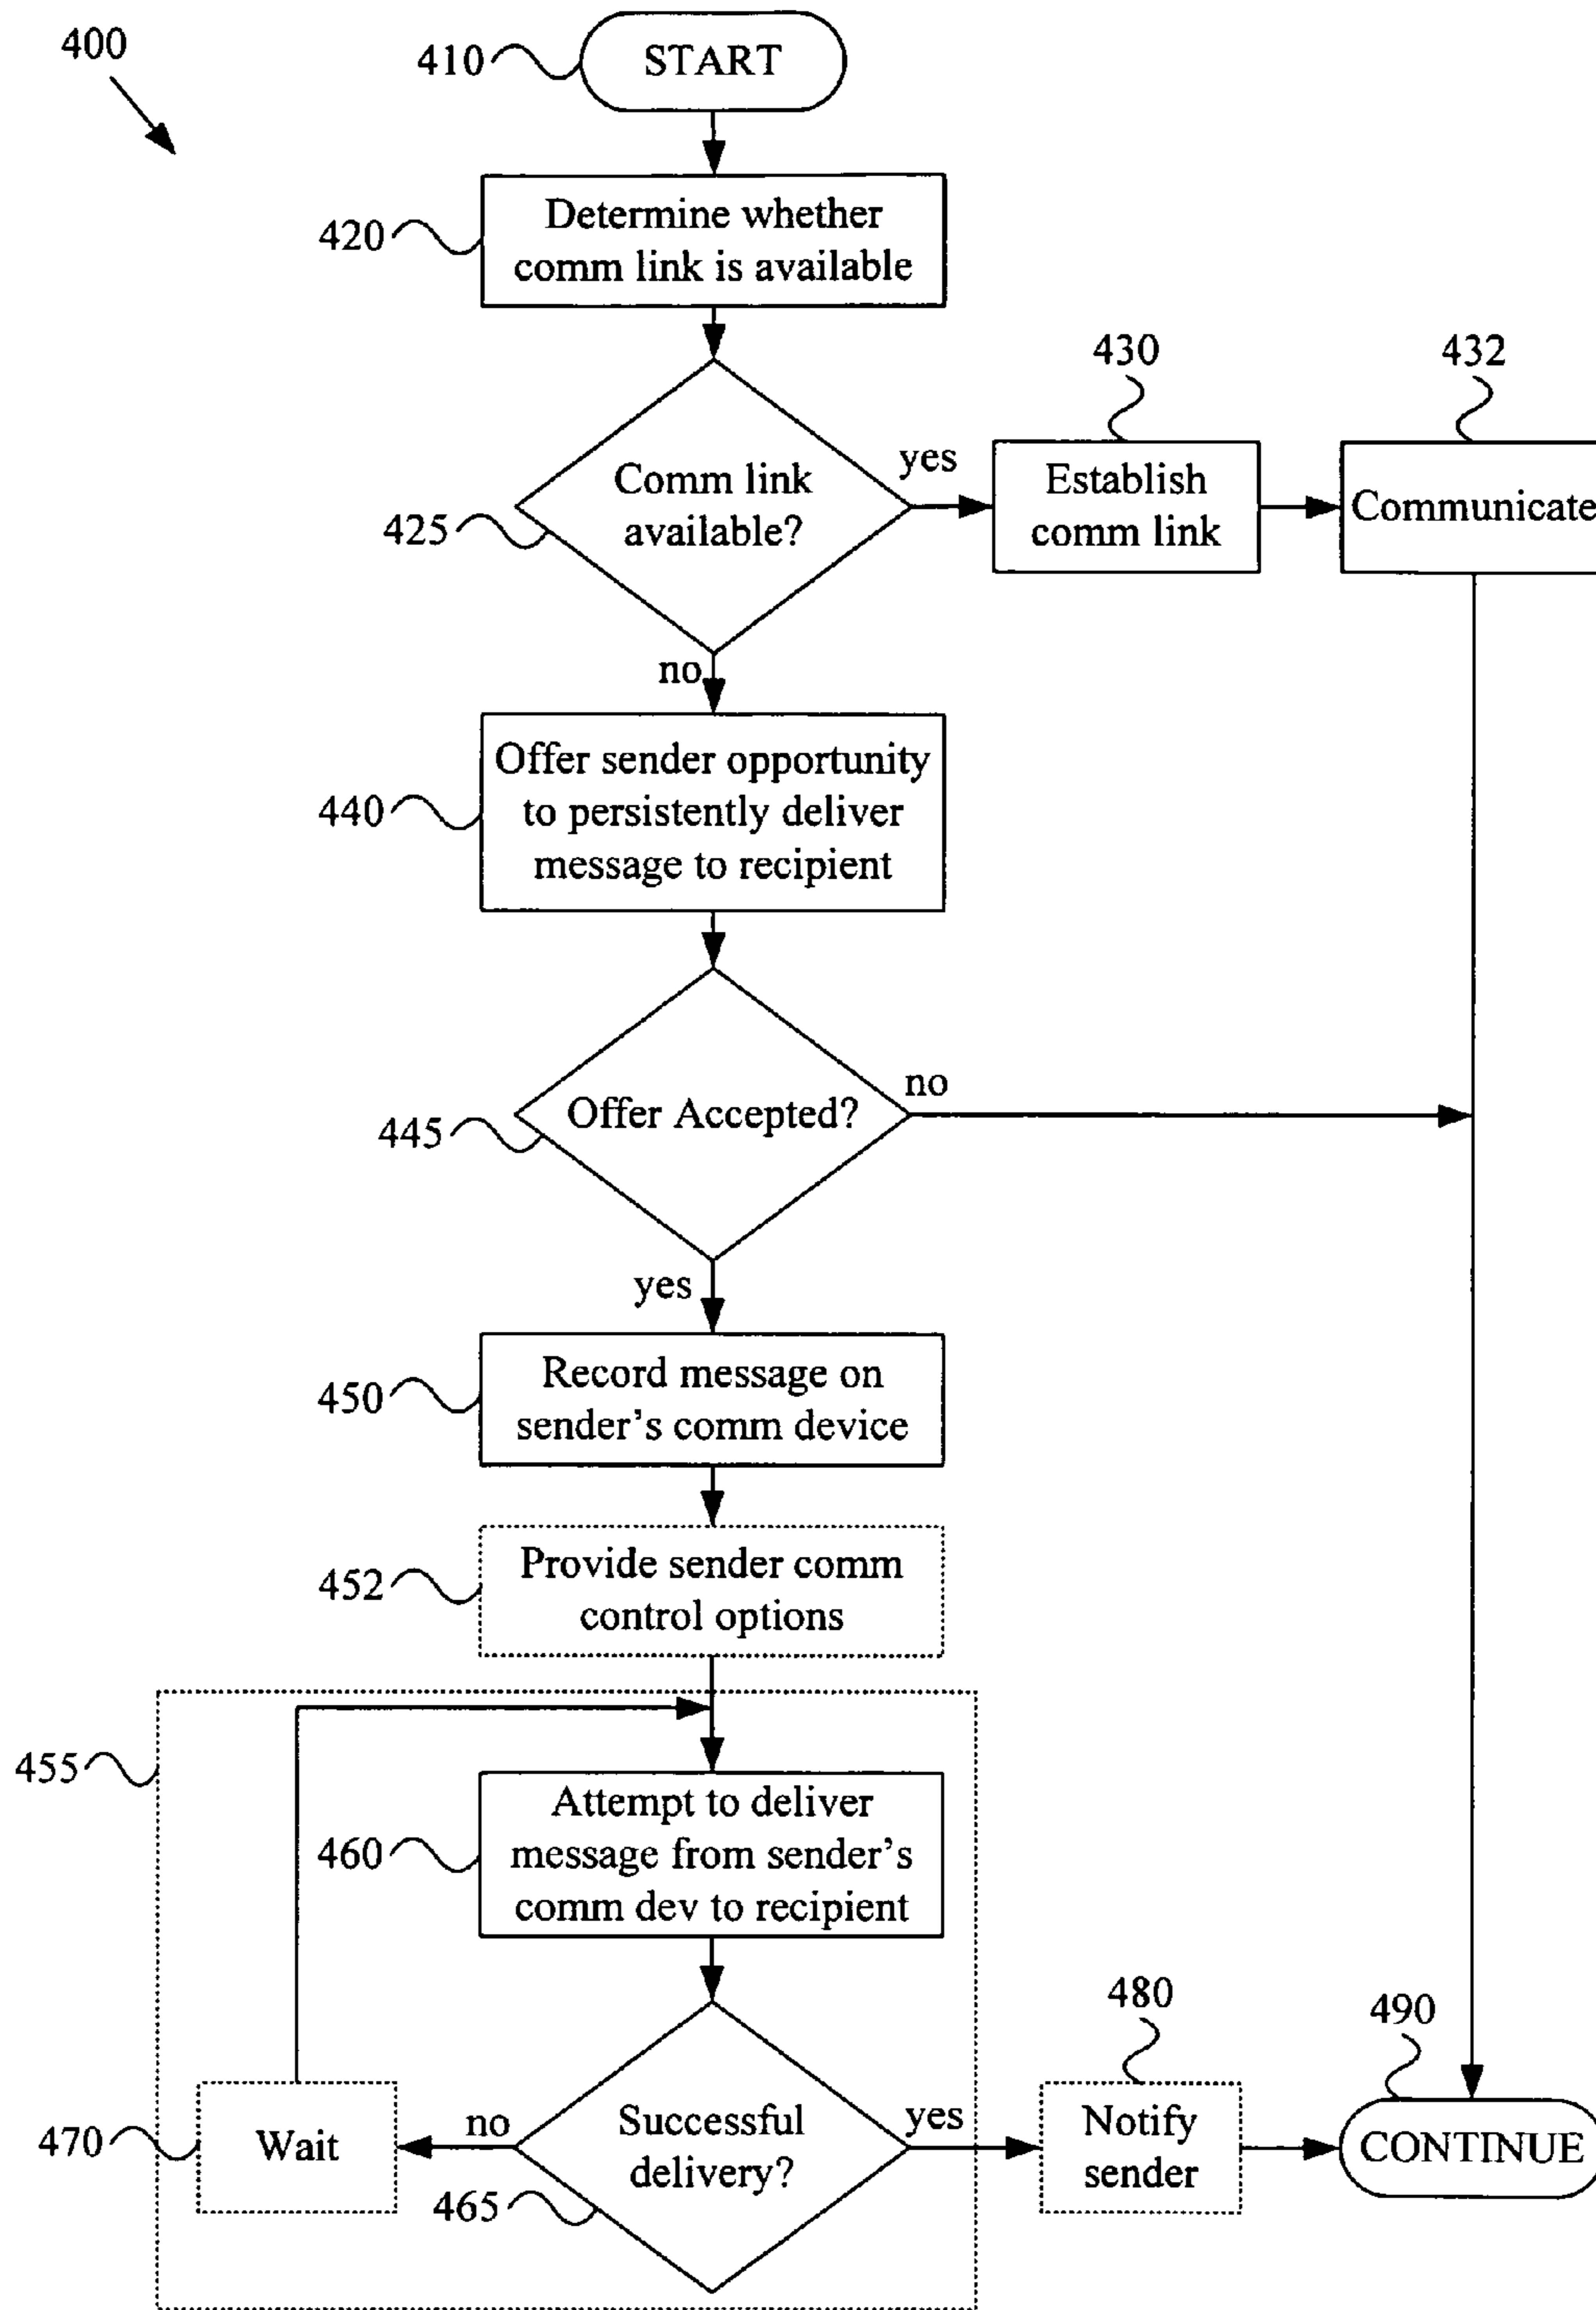 400
410
START
420
Determine whether
comm link is available
430
432
425
Comm link
available?
yes
Establish
comm link
Communicate
no
440
Offer sender opportunity
to persistently deliver
message to recipient
445
Offer Accepted?
no
yes
450
Record message on
sender's comm device
452
Provide sender comm
control options
455
460
Attempt to deliver
message from sender's
comm dev to recipient
480
490
470
Wait
no
465
Successful
delivery?
yes
Notify
sender
CONTINUE